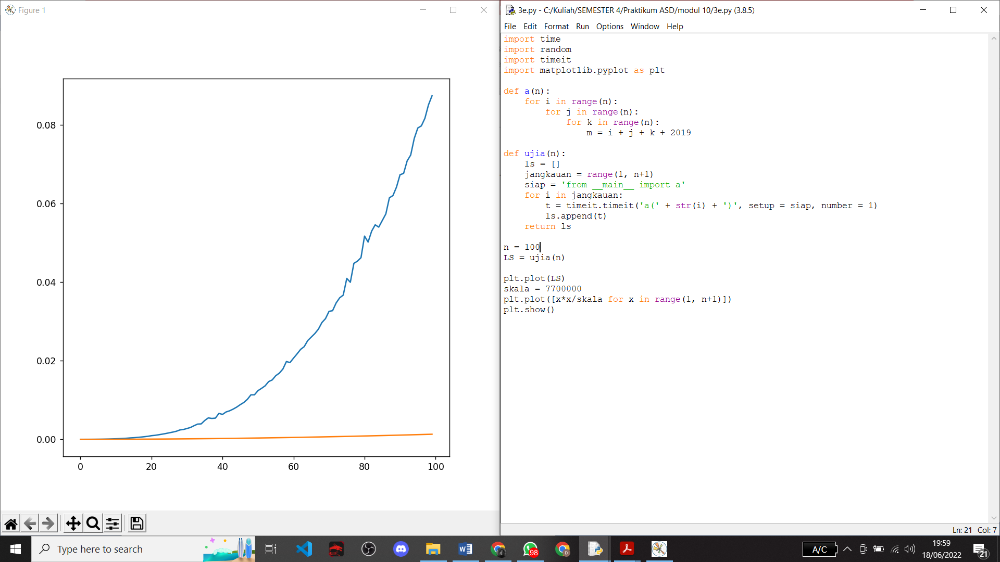 Figure 1
0.08
0.06
0.04
0.02
0.00
0 20 40 60 80 100
3e.py - C:/Kuliah/SEMESTER 4/Praktikum ASD/modul 10/3e.py (3.8.5)
File Edit Format Run Options Window Help
import time
import random
import timeit
import matplotlib.pyplot as plt
def a(n):
    for i in range(n):
        for j in range(n):
            for k in range(n):
                m = i + j + k + 2019
def ujia(n):
    ls = []
    jangkauan = range(1, n+1)
    siap = 'from __main__ import a'
    for i in jangkauan:
        t = timeit.timeit('a(' + str(i) + ')', setup = siap, number = 1)
        ls.append(t)
    return ls
n = 100
LS = ujia(n)
plt.plot(LS)
skala = 7700000
plt.plot([x*x/skala for x in range(1, n+1)])
plt.show()
Ln: 21 Col: 7
Type here to search
98
A/C
19:59
18/06/2022
21